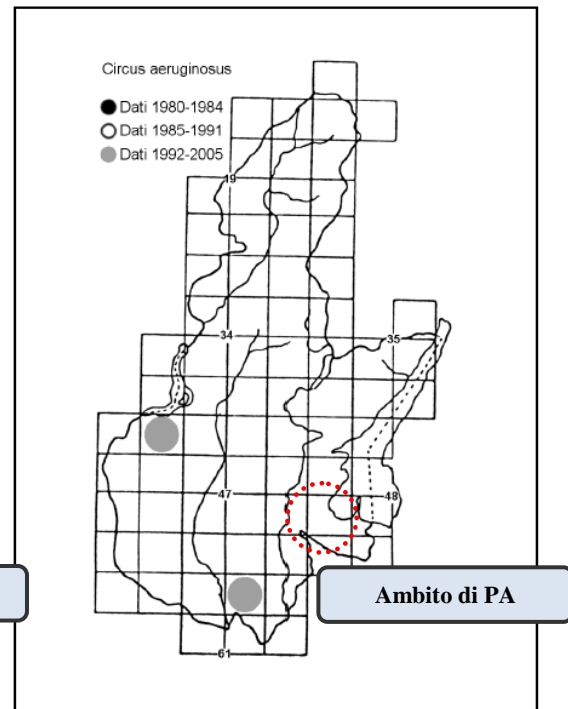 Circus aeruginosus
Dati 1980-1984
Dati 1985-1991
Dati 1992-2005
19
34
35
47
48
Ambito di PA
61